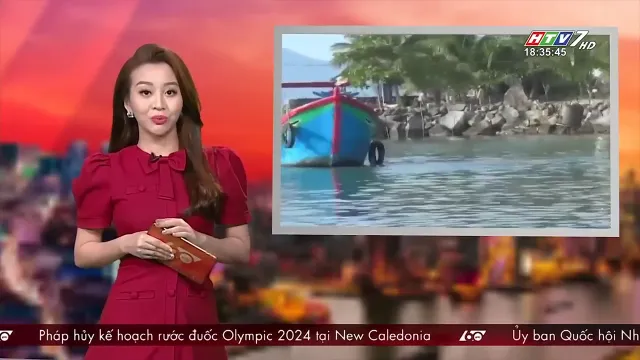 HTV7 HD
18:35:45
Pháp hủy kế hoạch rước đuốc Olympic 2024 tại New Caledonia 60 Ủy ban Quốc hội Nh